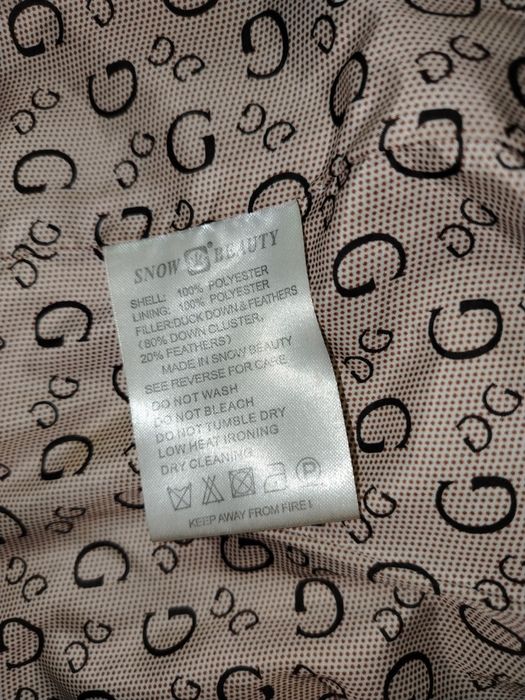 SNOW BEAUTY
SHELL: 100% POLYESTER
LINING: 100% POLYESTER
FILLER:DUCK DOWN & FEATHERS
(80% DOWN CLUSTER,
20% FEATHERS)
MADE IN SNOW BEAUTY
SEE REVERSE FOR CARE
DO NOT WASH
DO NOT BLEACH
DO NOT TUMBLE DRY
LOW HEAT IRONING
DRY CLEANING
P
KEEP AWAY FROM FIRE!